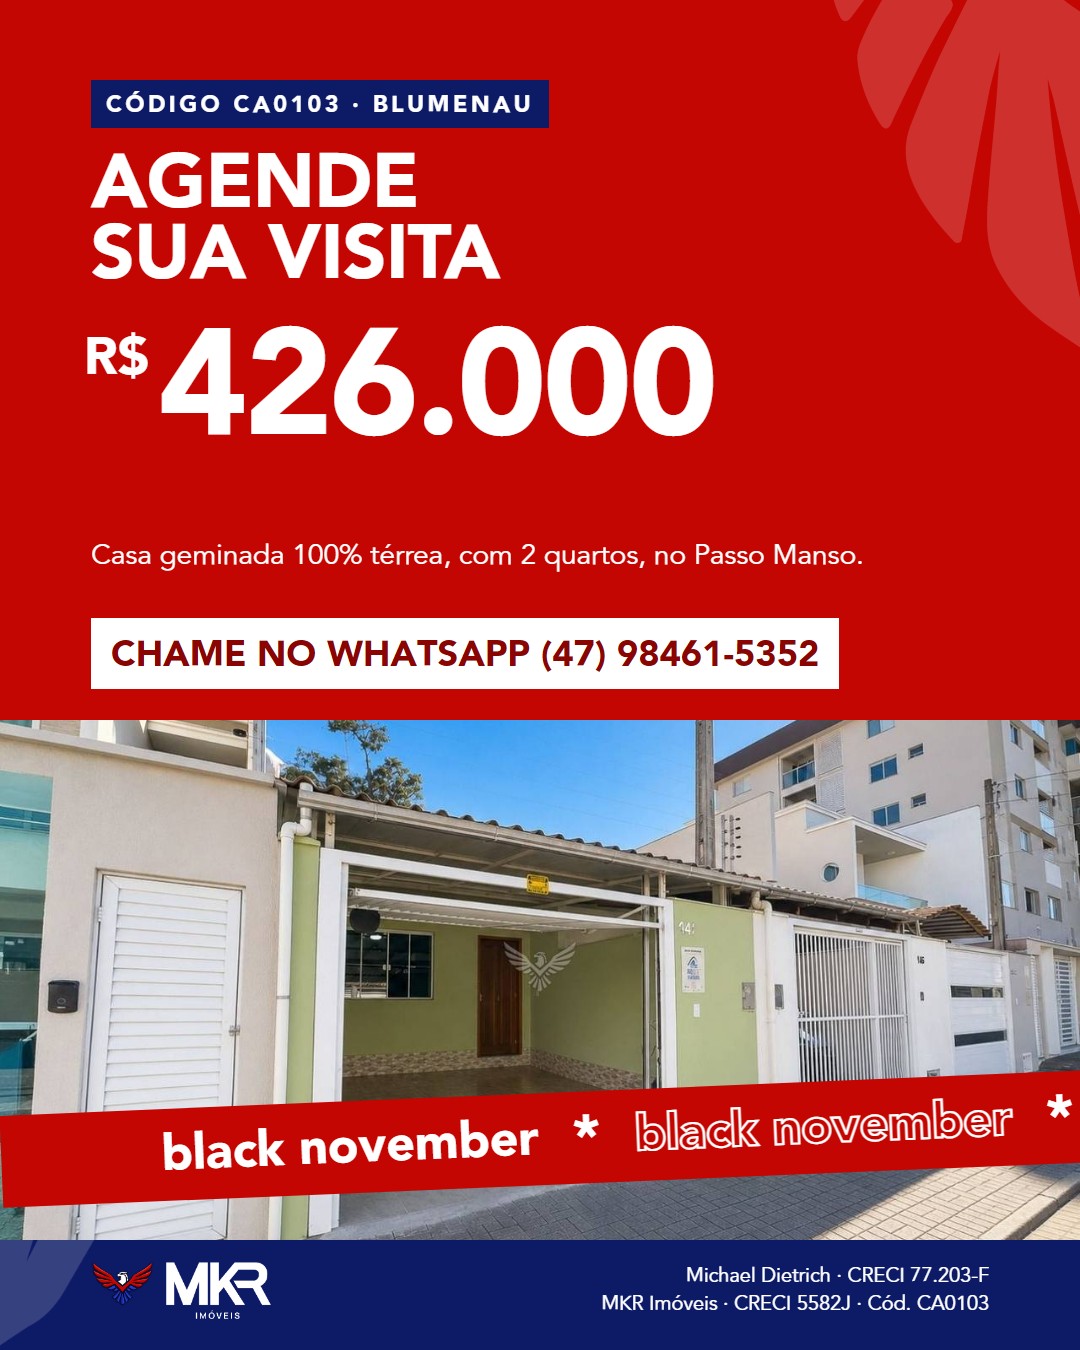 CÓDIGO CA0103 · BLUMENAU
AGENDE
SUA VISITA
R$ 426.000
Casa geminada 100% térrea, com 2 quartos, no Passo Manso.
CHAME NO WHATSAPP (47) 98461-5352
black november * black november *
MKR
IMÓVEIS
Michael Dietrich · CRECI 77.203-F
MKR Imóveis · CRECI 5582J · Cód. CA0103